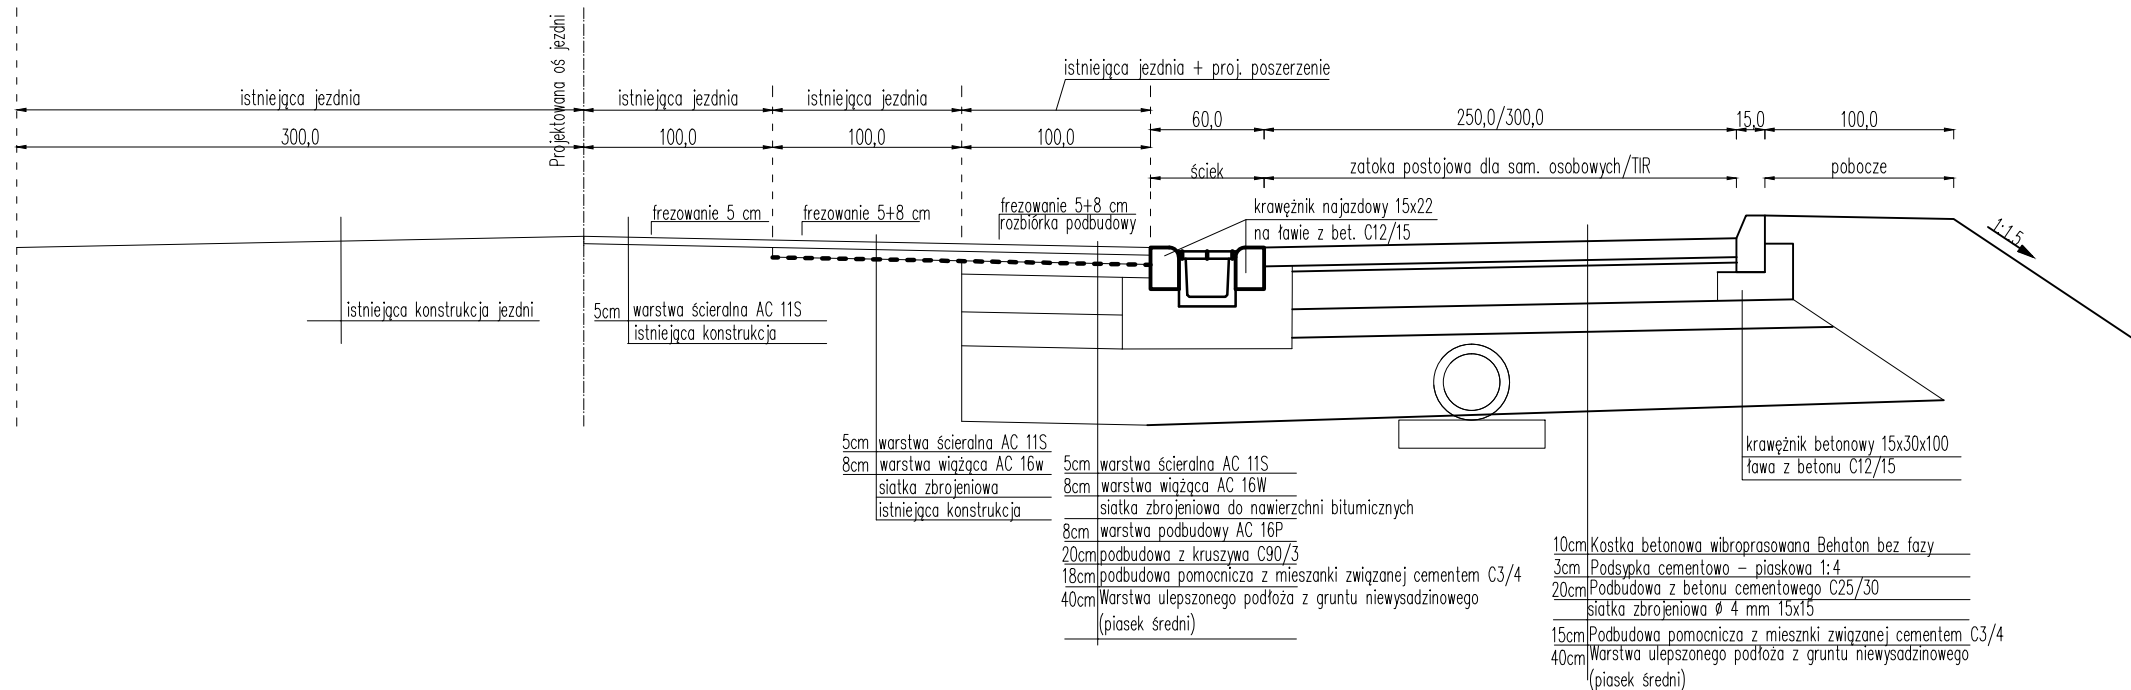 Projektowana oś jezdni
istniejąca jezdnia + proj. poszerzenie
istniejąca jezdnia
istniejąca jezdnia
istniejąca jezdnia
300,0
100,0
100,0
100,0
60,0
250,0/300,0
15,0
100,0
ściek
zatoka postojowa dla sam. osobowych/TIR
pobocze
frezowanie 5 cm
frezowanie 5+8 cm
frezowanie 5+8 cm
rozbiórka podbudowy
krawężnik najazdowy 15x22
na ławie z bet. C12/15
1:1.5
istniejąca konstrukcja jezdni
5cm warstwa ścieralna AC 11S
istniejąca konstrukcja
5cm warstwa ścieralna AC 11S
8cm warstwa wiążąca AC 16w
siatka zbrojeniowa
istniejąca konstrukcja
5cm warstwa ścieralna AC 11S
8cm warstwa wiążąca AC 16W
siatka zbrojeniowa do nawierzchni bitumicznych
8cm warstwa podbudowy AC 16P
20cm podbudowa z kruszywa C90/3
18cm podbudowa pomocnicza z mieszanki związanej cementem C3/4
40cm Warstwa ulepszonego podłoża z gruntu niewysadzinowego
(piasek średni)
krawężnik betonowy 15x30x100
ława z betonu C12/15
10cm Kostka betonowa wibroprasowana Behaton bez fazy
3cm Podsypka cementowo – piaskowa 1:4
20cm Podbudowa z betonu cementowego C25/30
siatka zbrojeniowa Ø 4 mm 15x15
15cm Podbudowa pomocnicza z miesznki związanej cementem C3/4
40cm Warstwa ulepszonego podłoża z gruntu niewysadzinowego
(piasek średni)